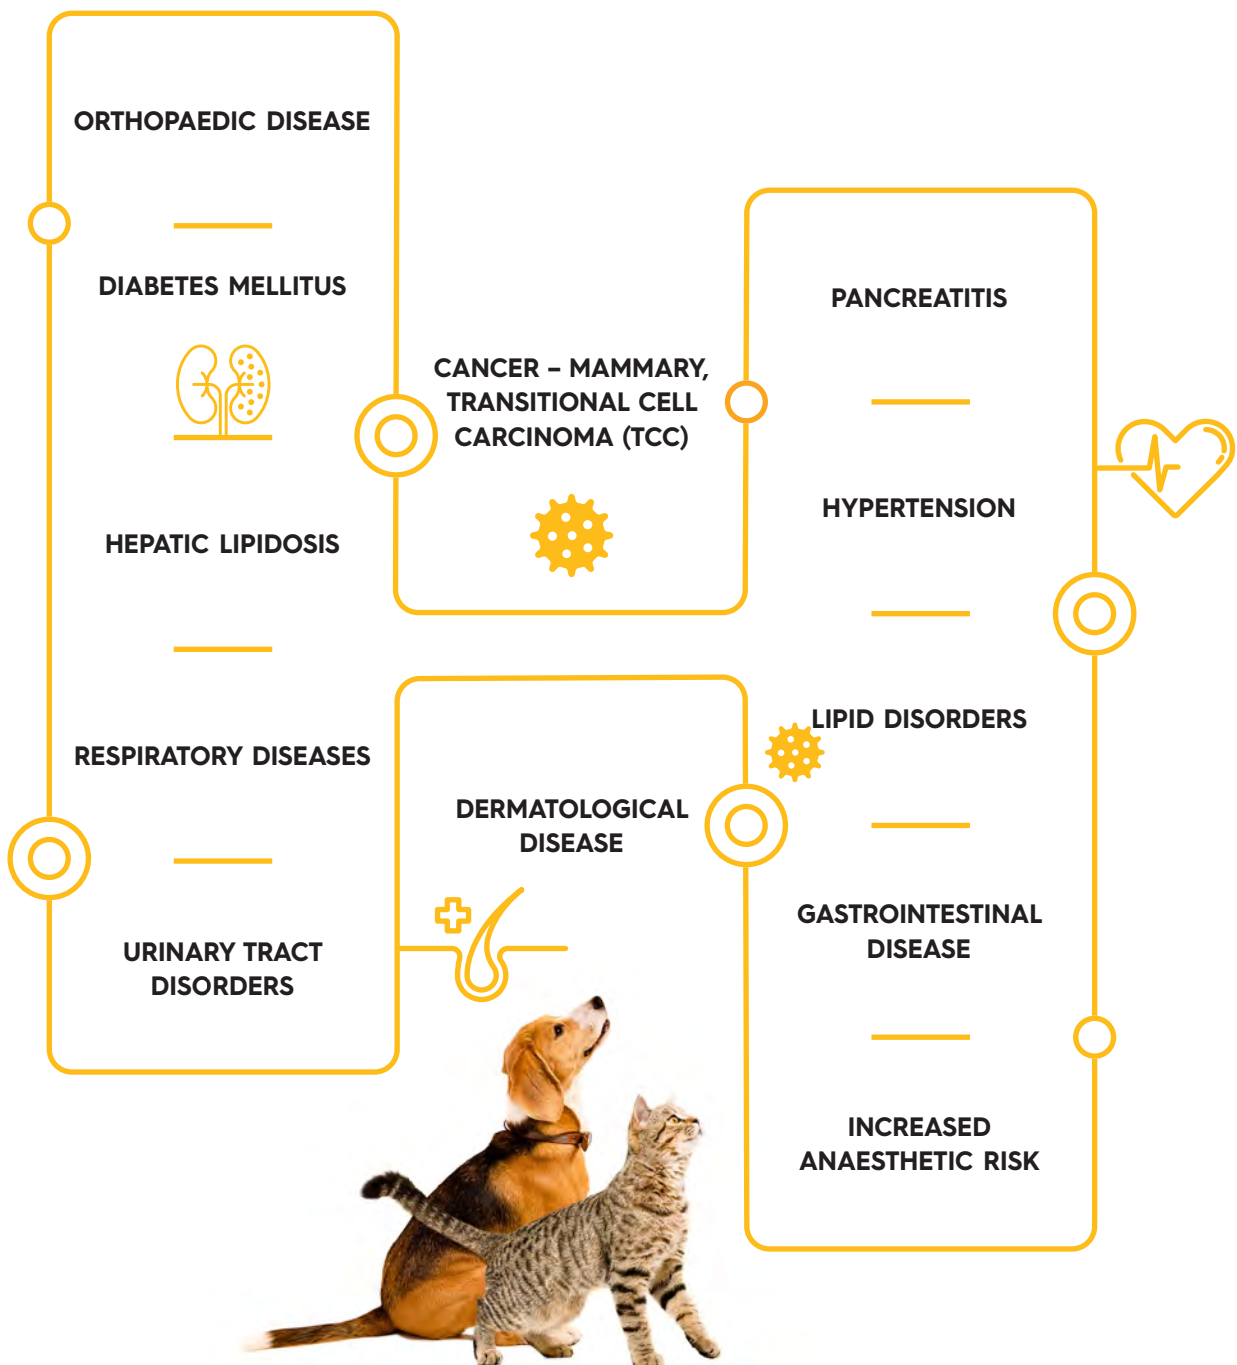 ORTHOPAEDIC DISEASE
DIABETES MELLITUS
HEPATIC LIPIDOSIS
RESPIRATORY DISEASES
URINARY TRACT
DISORDERS
CANCER – MAMMARY,
TRANSITIONAL CELL
CARCINOMA (TCC)
DERMATOLOGICAL
DISEASE
PANCREATITIS
HYPERTENSION
LIPID DISORDERS
GASTROINTESTINAL
DISEASE
INCREASED
ANAESTHETIC RISK